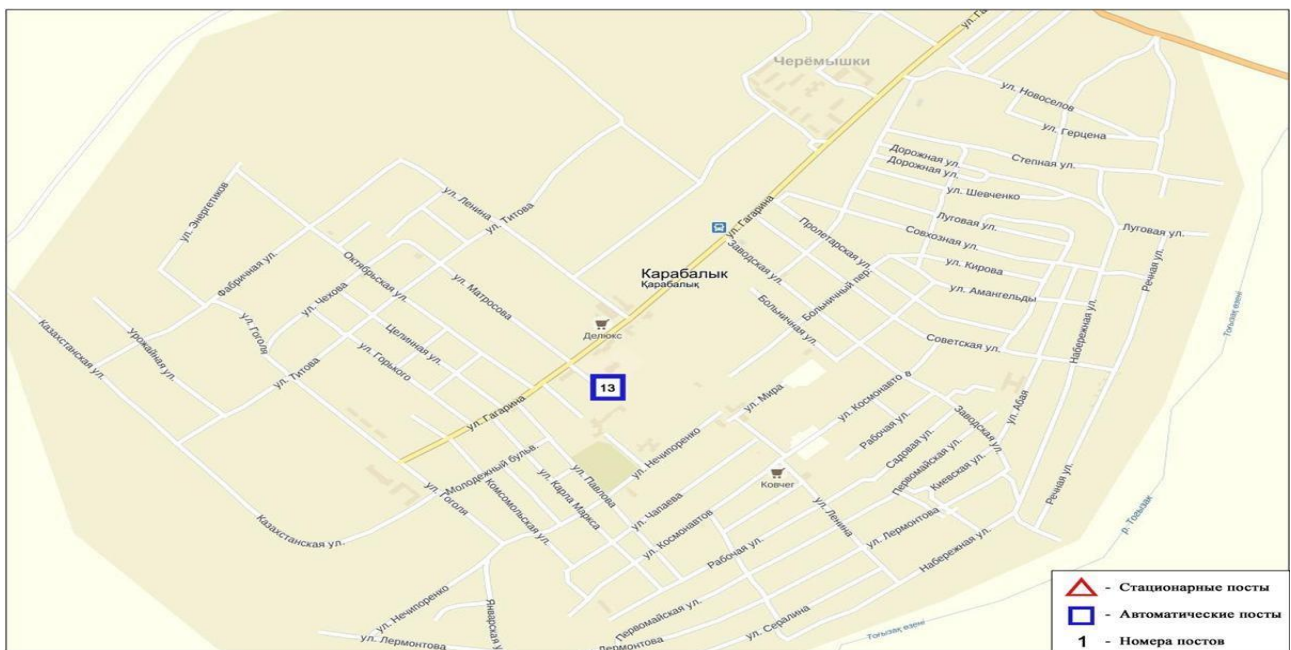 ул. Га
Черёмышки
ул. Новоселов
ул. Герцена
Дорожная ул.
Дорожная ул.
Степная ул.
ул. Энергетиков
ул. Ленина
ул. Титова
ул. Шевченко
ул. Гагарина
Пролетарская ул.
Луговая ул.
Совхозная ул.
Луговая ул.
Заводская ул.
Октябрьская ул.
Фабричная ул.
Карабалык
Қарабалық
Больничный пер.
ул. Кирова
Речная ул.
ул. Чехова
ул. Матросова
Больничная ул.
ул. Амангельды
Набережная ул.
Тоғызақ өзені
Казахстанская ул.
Урожайная ул.
ул. Гоголя
Целинная ул.
Делюкс
Советская ул.
ул. Горького
ул. Титова
13
ул. Гагарина
ул. Мира
ул. Космонавтов
Рабочая ул.
Заводская ул.
ул. Абая
Садовая ул.
Молодежный бульв.
ул. Нечипоренко
Первомайская ул.
Киевская ул.
Ковчег
ул. Гоголя
Комсомольская ул.
ул. Карла Маркса
ул. Павлова
ул. Чапаева
ул. Ленина
Речная ул.
р. Тогызак
Казахстанская ул.
ул. Космонавтов
ул. Лермонтова
Рабочая ул.
Набережная ул.
ул. Нечипоренко
Январская у
Первомайская ул.
ул. Сералина
Тоғызақ өзені
ул. Лермонтова
Лермонтова
- Стационарные посты
- Автоматические посты
1 - Номера постов